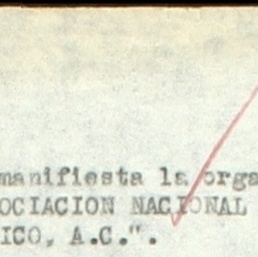 manifiesta la orga
OCIACION NACIONAL
ICO, A.C.".